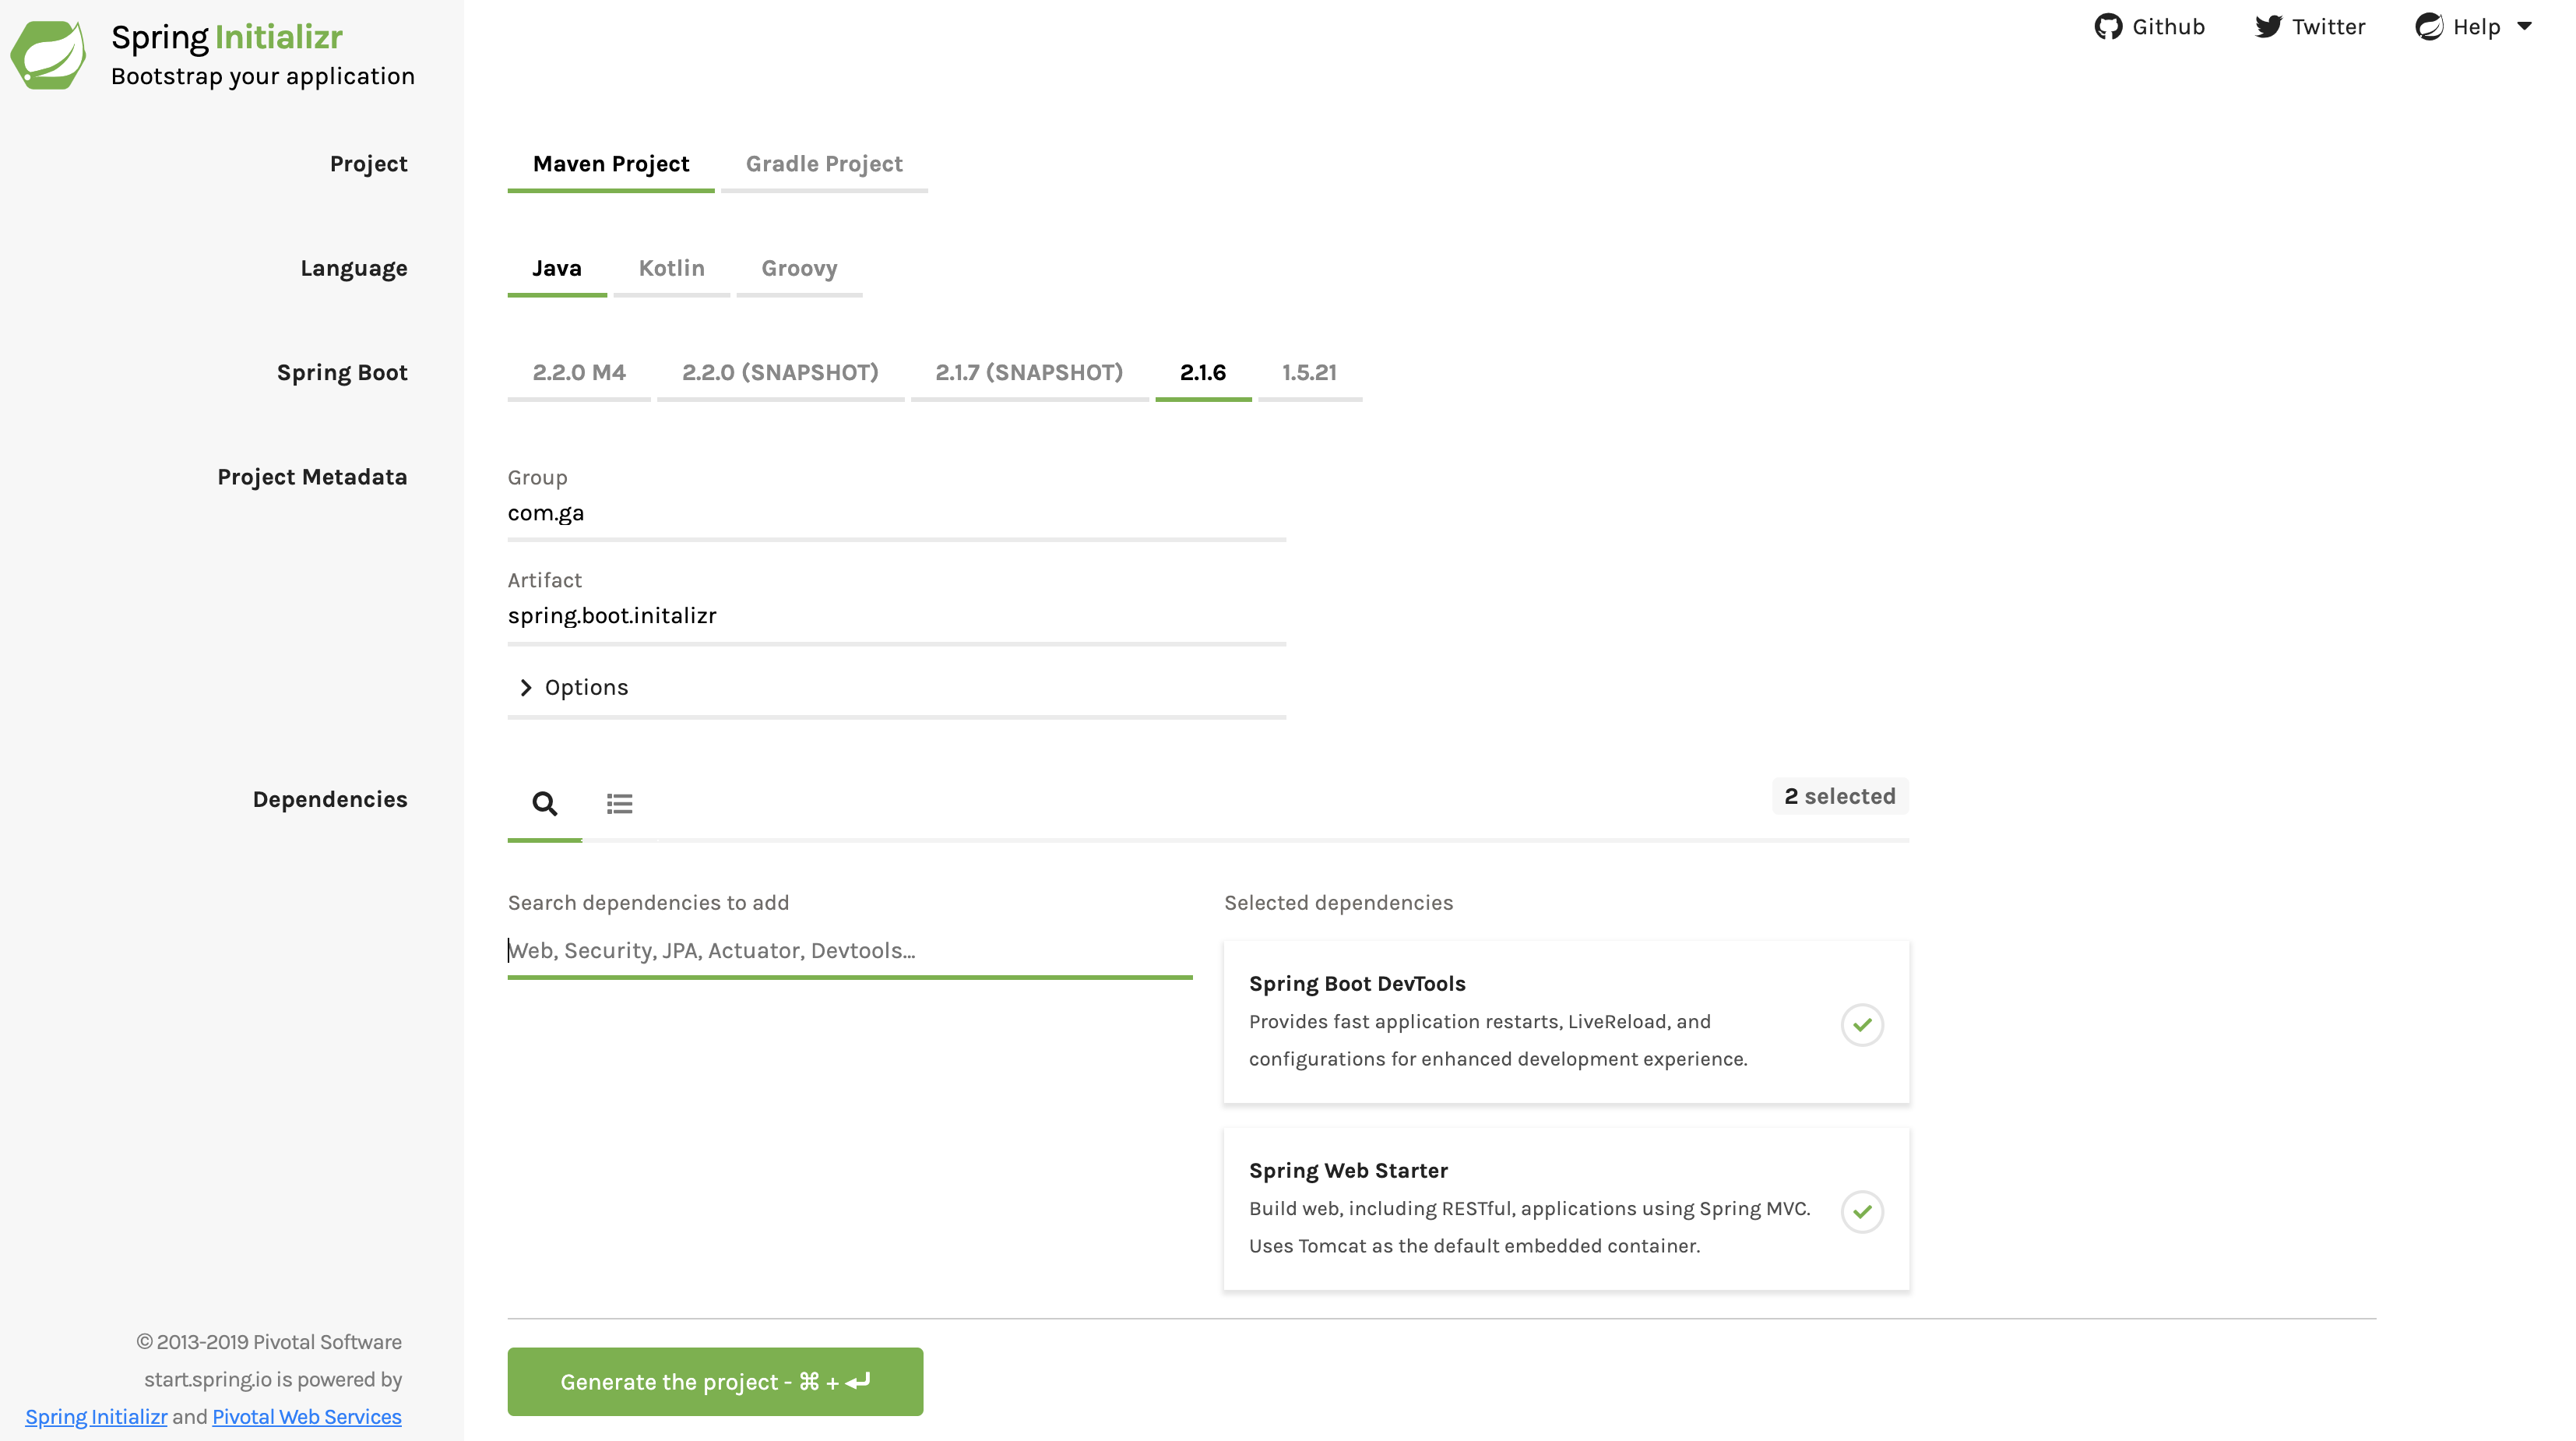 Spring Initializr
Bootstrap your application
Github
Twitter
Help
Project
Maven Project
Gradle Project
Language
Java
Kotlin
Groovy
Spring Boot
2.2.0 M4
2.2.0 (SNAPSHOT)
2.1.7 (SNAPSHOT)
2.1.6
1.5.21
Project Metadata
Group
com.ga
Artifact
spring.boot.initalizr
Options
Dependencies
2 selected
Search dependencies to add
Web, Security, JPA, Actuator, Devtools...
Selected dependencies
Spring Boot DevTools
Provides fast application restarts, LiveReload, and
configurations for enhanced development experience.
Spring Web Starter
Build web, including RESTful, applications using Spring MVC.
Uses Tomcat as the default embedded container.
© 2013-2019 Pivotal Software
start.spring.io is powered by
Spring Initializr and Pivotal Web Services
Generate the project - ⌘ + ↵